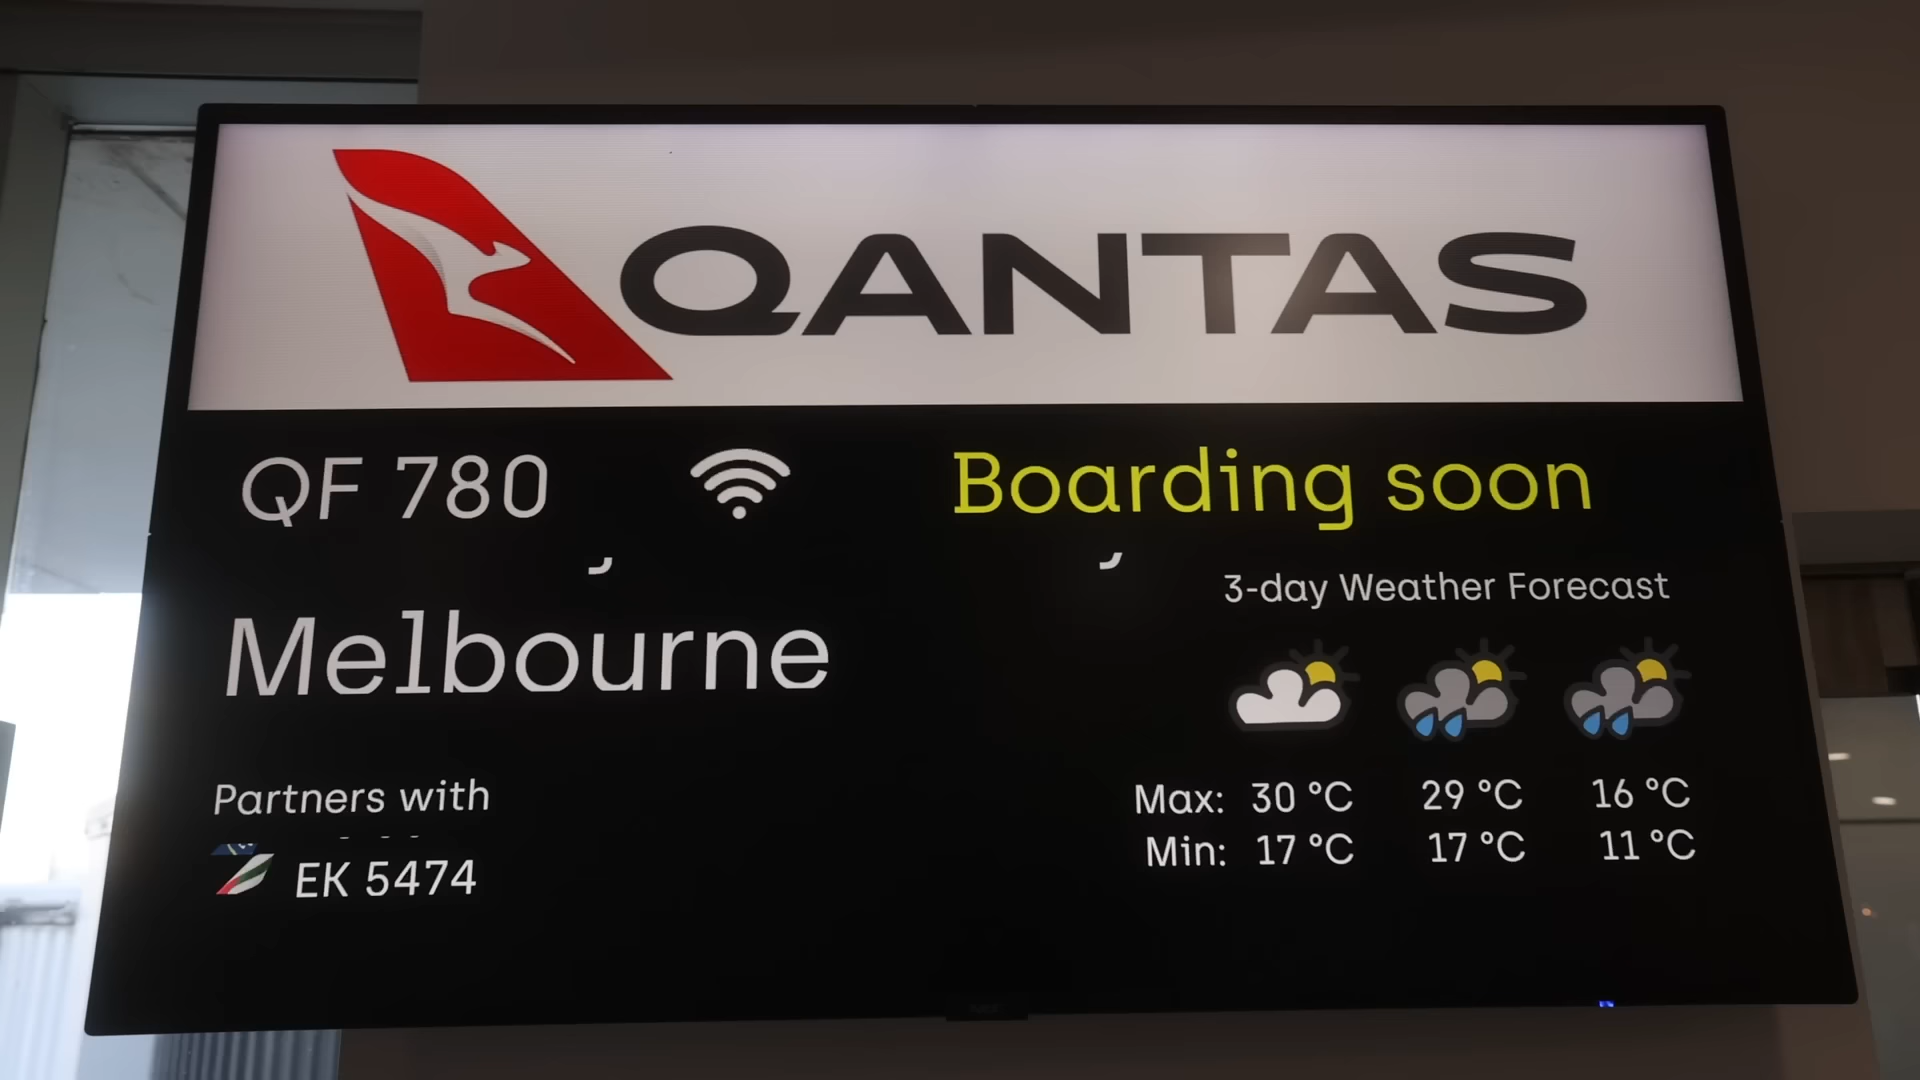 QANTAS
QF 780
Boarding soon
3-day Weather Forecast
Melbourne
Partners with
EK 5474
Max: 30 °C 29 °C 16 °C
Min: 17 °C 17 °C 11 °C